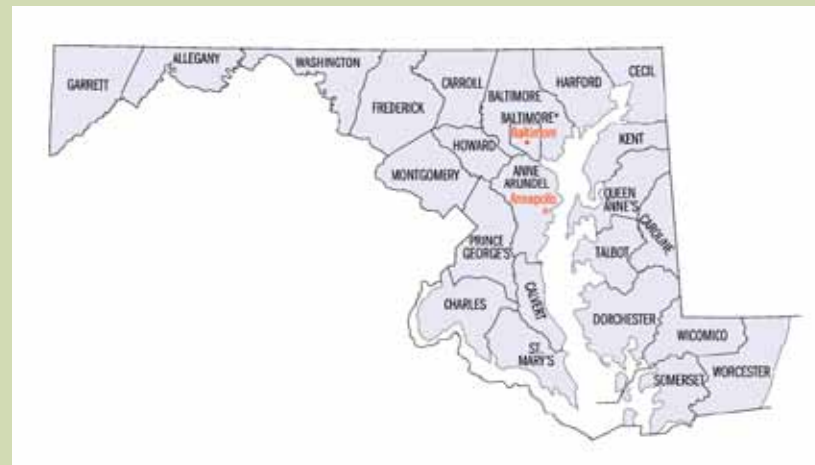 GARRETT
ALLEGANY
WASHINGTON
FREDERICK
CARROLL
BALTIMORE
HARFORD
CECIL
BALTIMORE*
Baltimore
HOWARD
KENT
MONTGOMERY
ANNE
ARUNDEL
Annapolis
QUEEN
ANNE'S
CAROLINE
PRINCE
GEORGE'S
TALBOT
CHARLES
CALVERT
DORCHESTER
WICOMICO
ST.
MARY'S
SOMERSET
WORCESTER